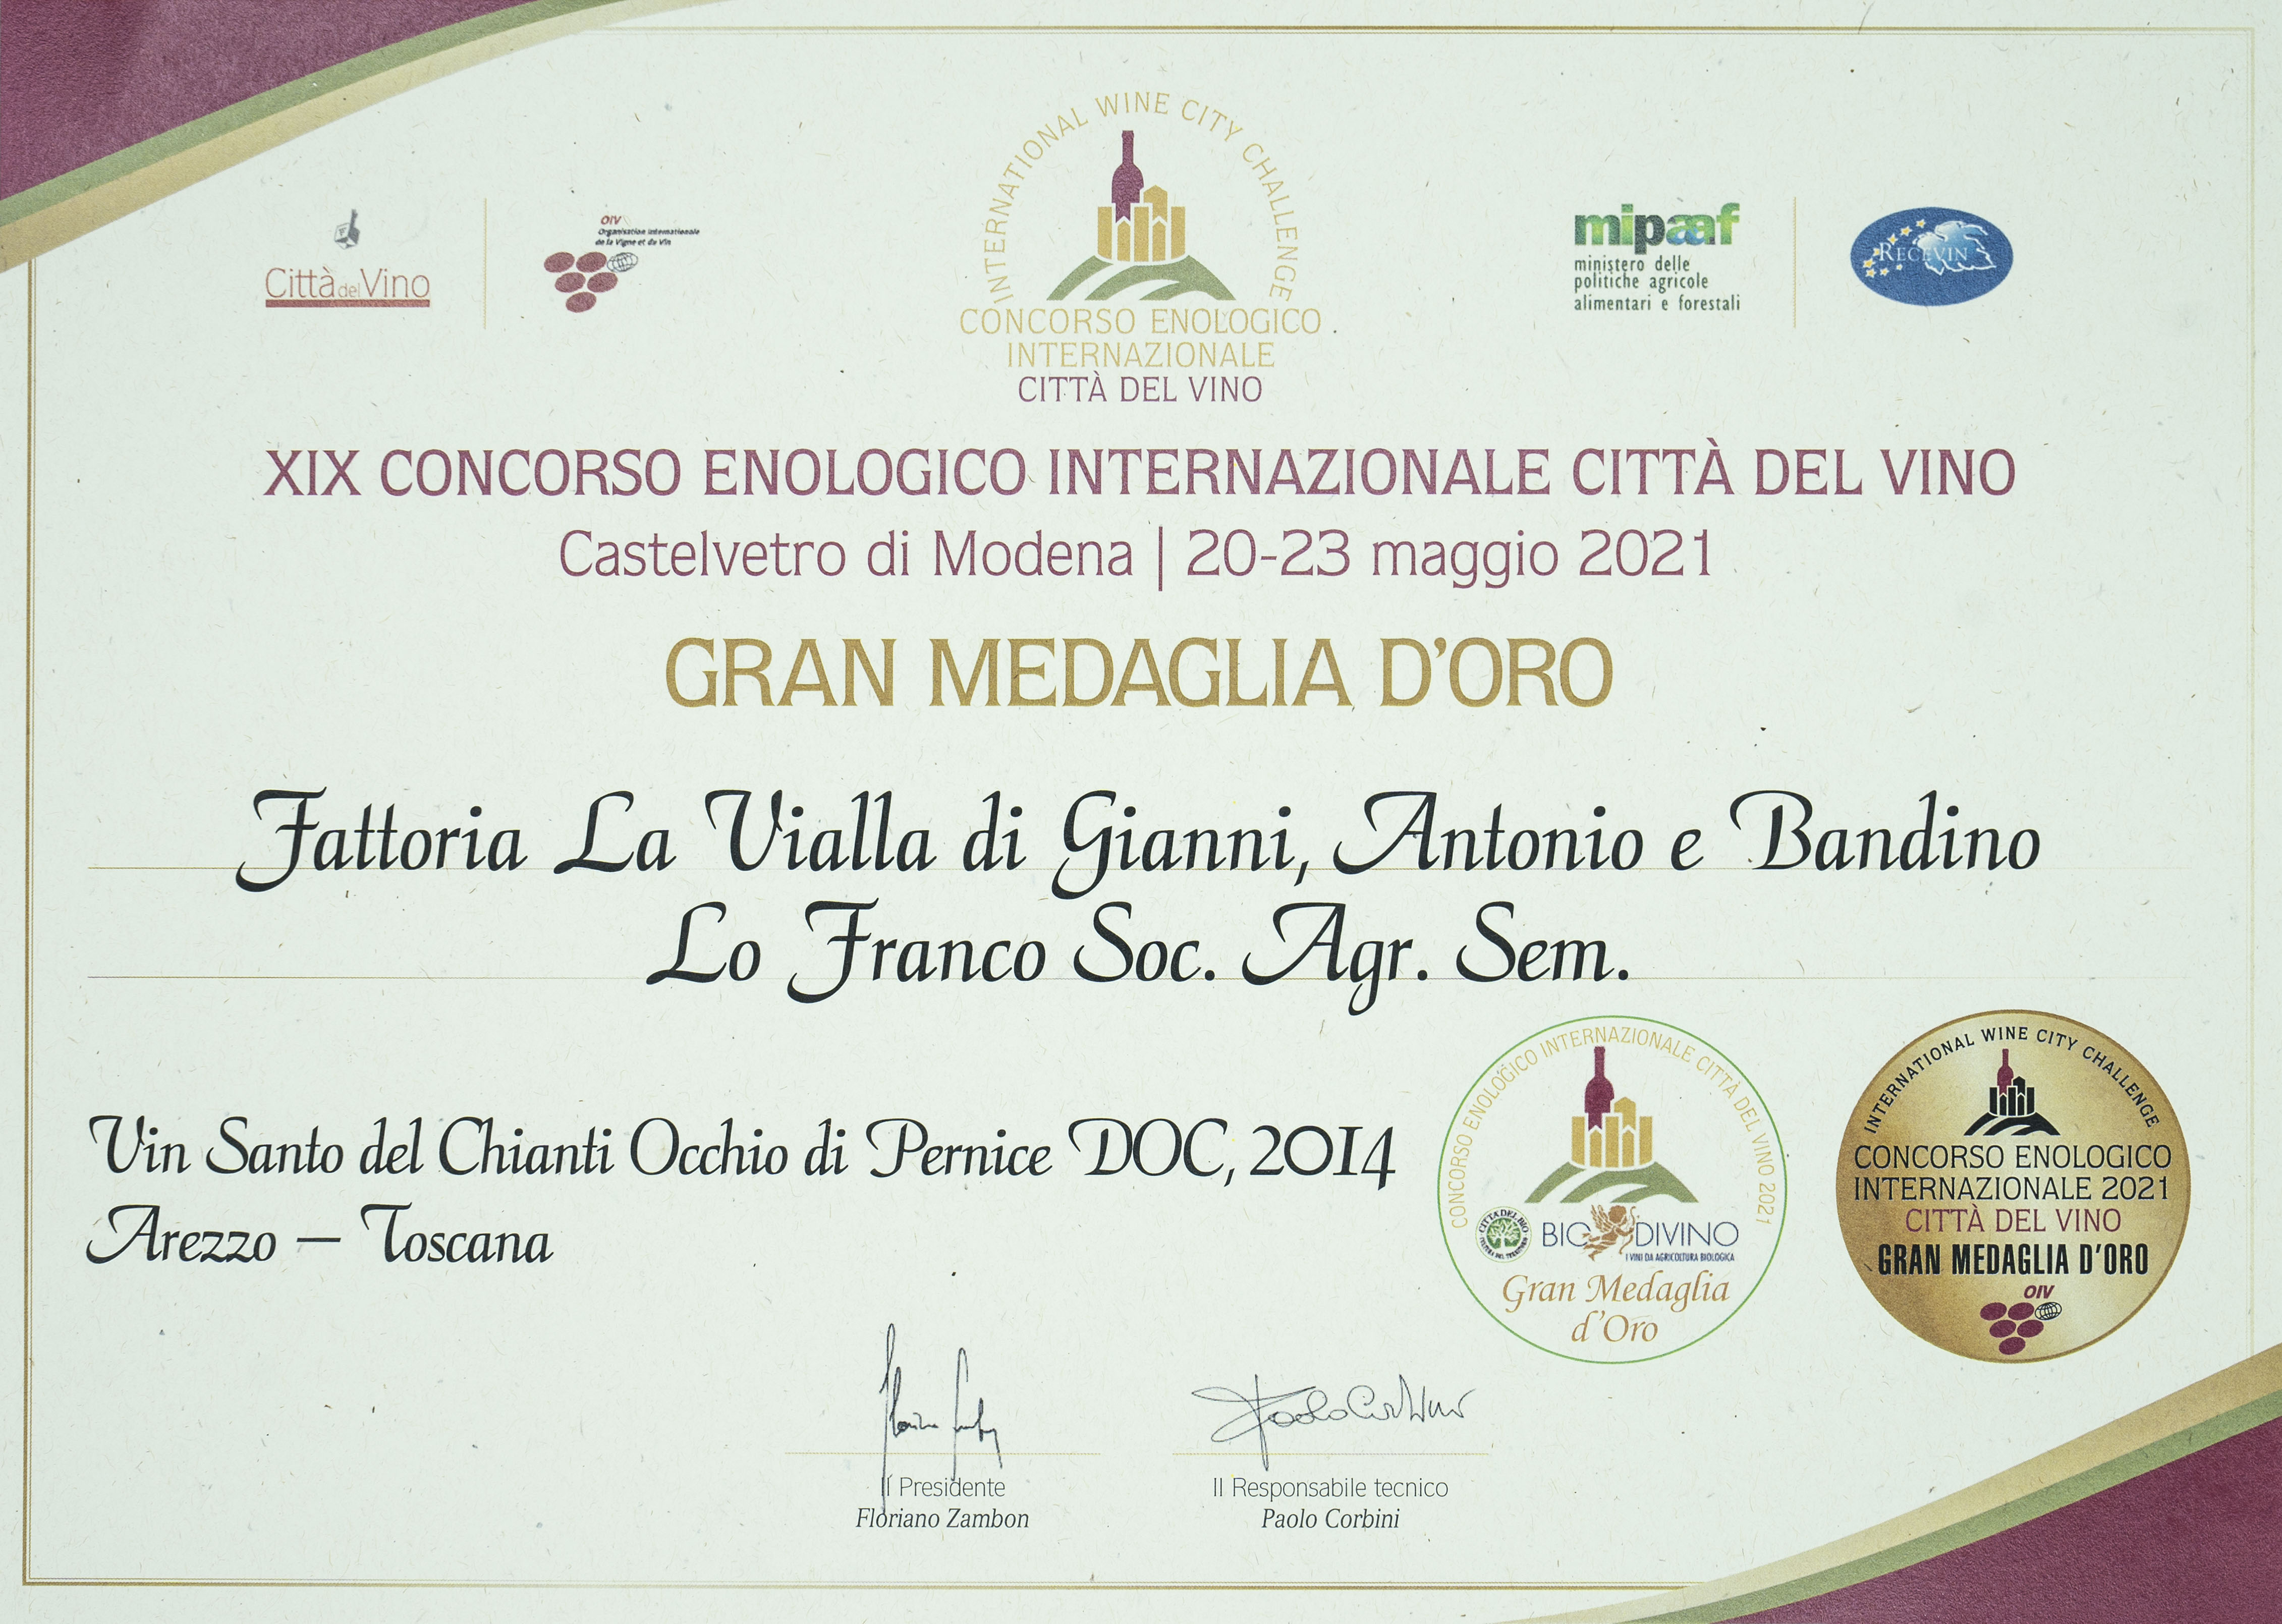 INTERNATIONAL WINE CITY CHALLENGE
CONCORSO ENOLOGICO
INTERNAZIONALE
CITTÀ DEL VINO
Città del Vino
OIV
Organisation Internationale
de la Vigne et du Vin
mipaaf
ministero delle
politiche agricole
alimentari e forestali
RECEVIN
XIX CONCORSO ENOLOGICO INTERNAZIONALE CITTÀ DEL VINO
Castelvetro di Modena | 20-23 maggio 2021
GRAN MEDAGLIA D'ORO
Fattoria La Vialla di Gianni, Antonio e Bandino
Lo Franco Soc. Agr. Sem.
Vin Santo del Chianti Occhio di Pernice DOC, 2014
Arezzo – Toscana
CONCORSO ENOLOGICO INTERNAZIONALE CITTÀ DEL VINO 2021
CITTÀ DEL BIO
BIODIVINO
I VINI DA AGRICOLTURA BIOLOGICA
Gran Medaglia
d'Oro
INTERNATIONAL WINE CITY CHALLENGE
CONCORSO ENOLOGICO
INTERNAZIONALE 2021
CITTÀ DEL VINO
GRAN MEDAGLIA D'ORO
OIV
Il Presidente
Floriano Zambon
Paolo Corbini
Il Responsabile tecnico
Paolo Corbini